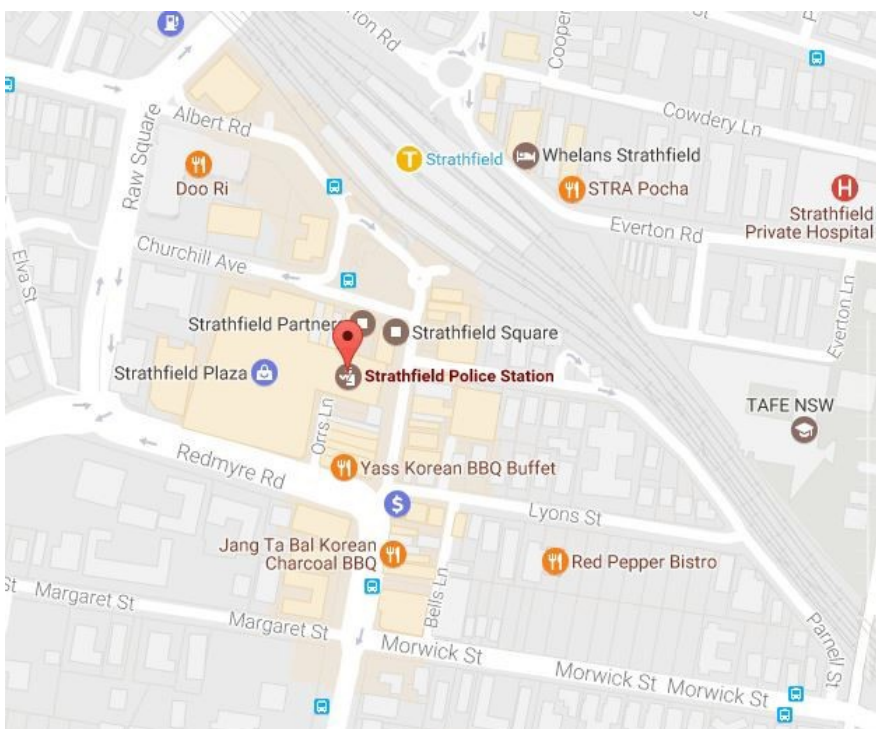 Cowdery Ln
Albert Rd
Raw Square
Doo Ri
T
Strathfield
Whelans Strathfield
STRA Pocha
H
Strathfield
Private Hospital
Everton Rd
Elva St
Churchill Ave
Everton Ln
Strathfield Partner
Strathfield Square
Strathfield Plaza
Strathfield Police Station
Orrs Ln
TAFE NSW
Redmyre Rd
Yass Korean BBQ Buffet
$
Lyons St
Jang Ta Bal Korean
Charcoal BBQ
Red Pepper Bistro
Bells Ln
St
Margaret St
Margaret St
Morwick St
Morwick St
Morwick St
Parnell St